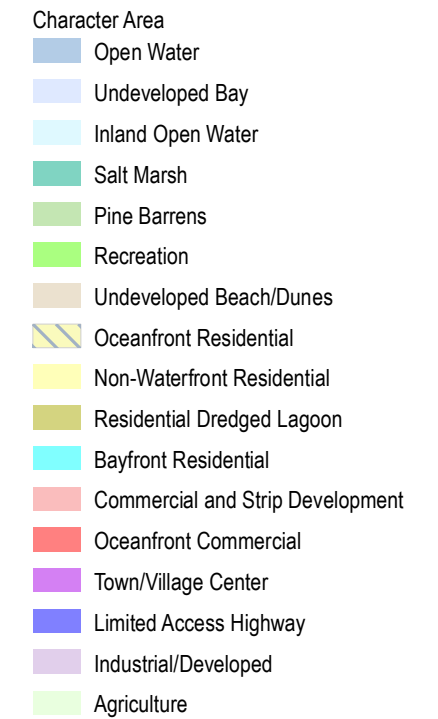 Character Area
Open Water
Undeveloped Bay
Inland Open Water
Salt Marsh
Pine Barrens
Recreation
Undeveloped Beach/Dunes
Oceanfront Residential
Non-Waterfront Residential
Residential Dredged Lagoon
Bayfront Residential
Commercial and Strip Development
Oceanfront Commercial
Town/Village Center
Limited Access Highway
Industrial/Developed
Agriculture